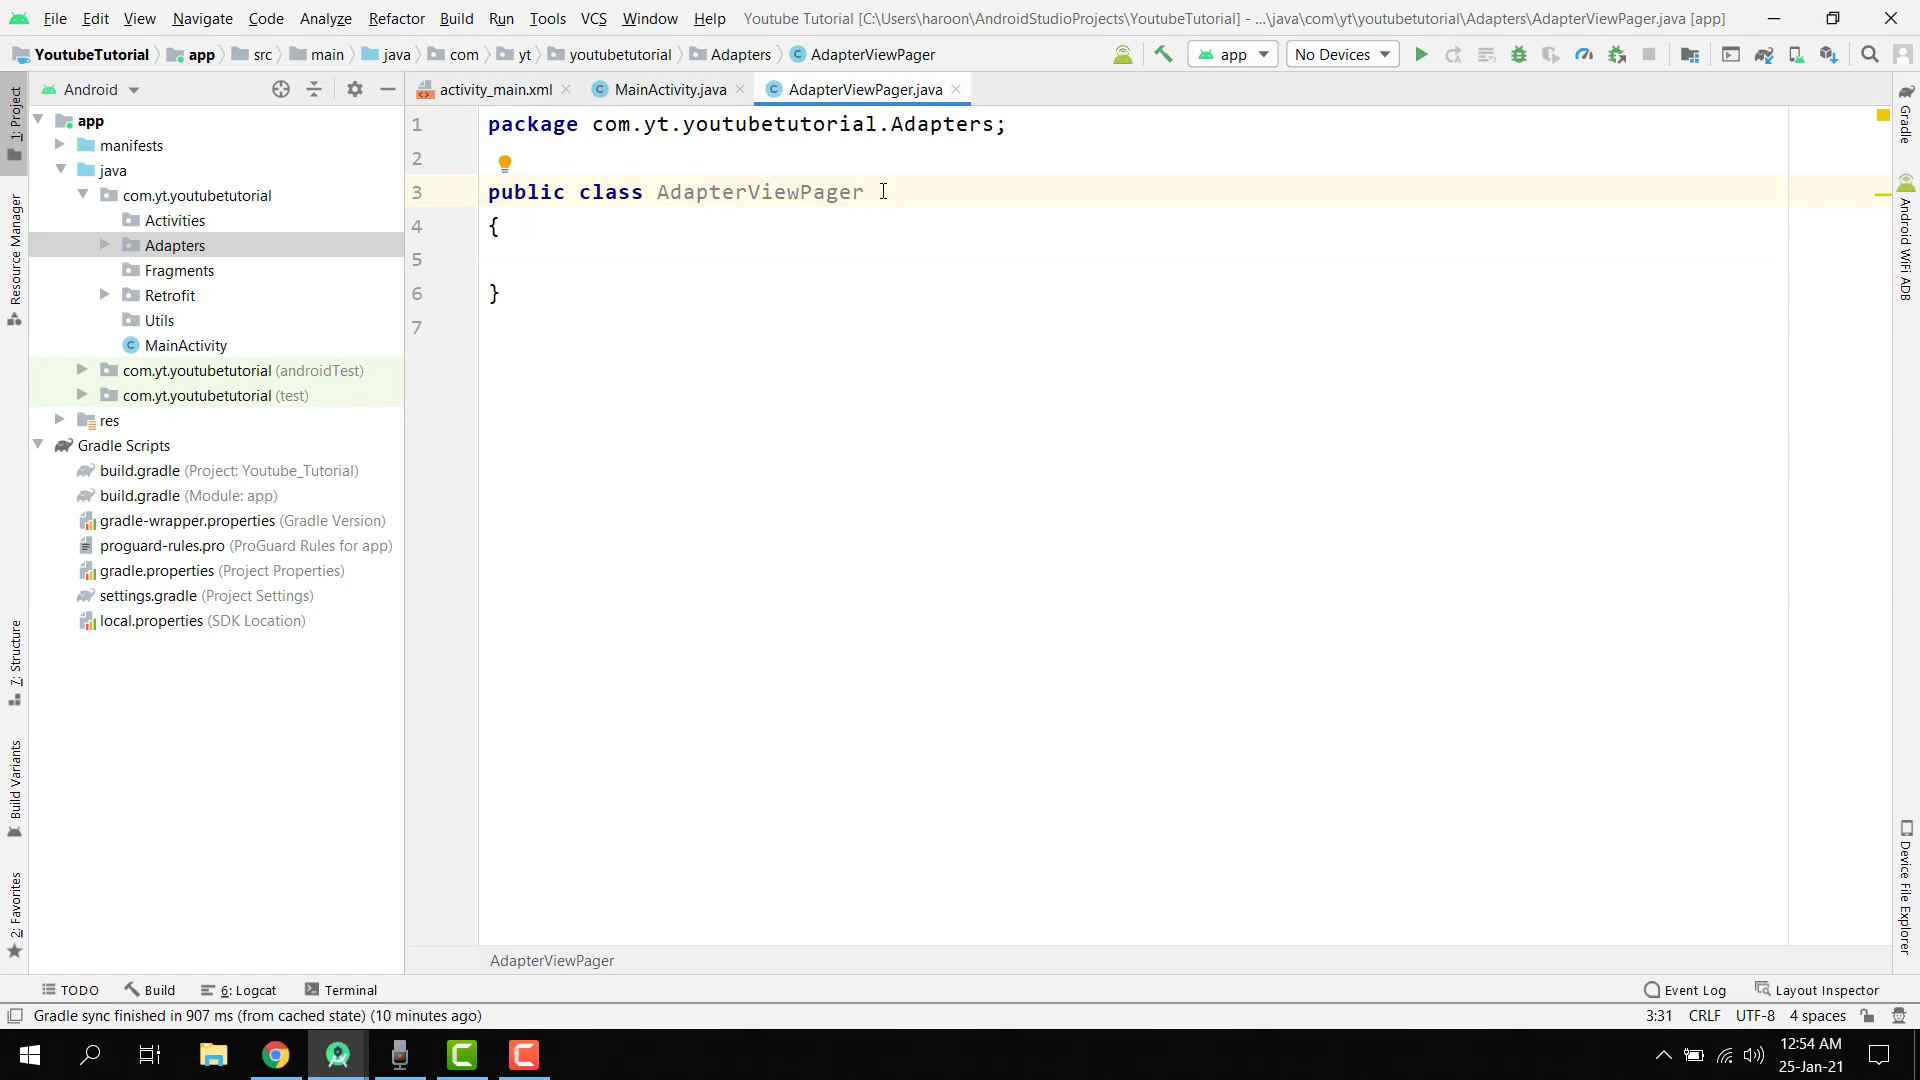 File Edit View Navigate Code Analyze Refactor Build Run Tools VCS Window Help Youtube Tutorial [C:\Users\haroon\AndroidStudioProjects\YoutubeTutorial] - ...\java\com\yt\youtubetutorial\Adapters\AdapterViewPager.java [app]
YoutubeTutorial app src main java com yt youtubetutorial Adapters AdapterViewPager app No Devices
Android
activity_main.xml MainActivity.java AdapterViewPager.java
app
manifests
java
com.yt.youtubetutorial
Activities
Adapters
Fragments
Retrofit
Utils
MainActivity
com.yt.youtubetutorial (androidTest)
com.yt.youtubetutorial (test)
res
Gradle Scripts
build.gradle (Project: Youtube_Tutorial)
build.gradle (Module: app)
gradle-wrapper.properties (Gradle Version)
proguard-rules.pro (ProGuard Rules for app)
gradle.properties (Project Properties)
settings.gradle (Project Settings)
local.properties (SDK Location)
1: Project
Resource Manager
7: Structure
Build Variants
2: Favorites
1 package com.yt.youtubetutorial.Adapters;
2
3 public class AdapterViewPager
4 {
5
6 }
7
Gradle
Android WiFi ADB
Device File Explorer
AdapterViewPager
TODO Build 6: Logcat Terminal Event Log Layout Inspector
Gradle sync finished in 907 ms (from cached state) (10 minutes ago) 3:31 CRLF UTF-8 4 spaces
12:54 AM
25-Jan-21